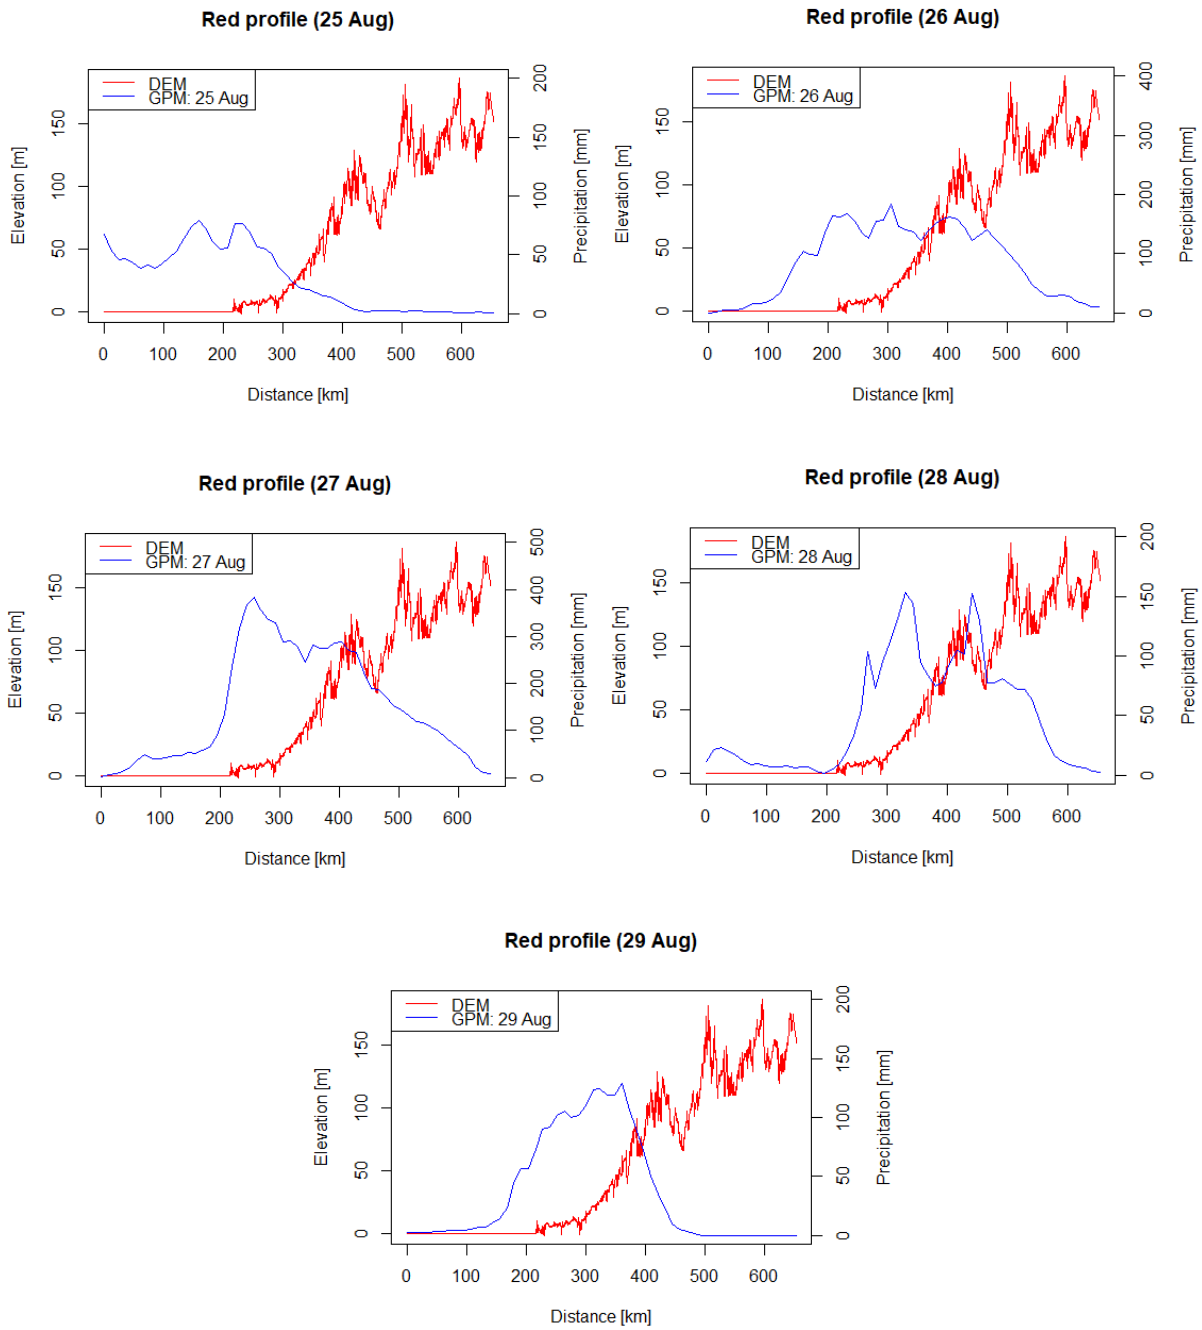 Red profile (25 Aug)
DEM
GPM: 25 Aug
Elevation [m]
0 50 100 150
Precipitation [mm]
0 50 100 150 200
0 100 200 300 400 500 600
Distance [km]
Red profile (26 Aug)
DEM
GPM: 26 Aug
Elevation [m]
0 50 100 150
Precipitation [mm]
0 100 200 300 400
0 100 200 300 400 500 600
Distance [km]
Red profile (27 Aug)
DEM
GPM: 27 Aug
Elevation [m]
0 50 100 150
Precipitation [mm]
0 100 200 300 400 500
0 100 200 300 400 500 600
Distance [km]
Red profile (28 Aug)
DEM
GPM: 28 Aug
Elevation [m]
0 50 100 150
Precipitation [mm]
0 50 100 150 200
0 100 200 300 400 500 600
Distance [km]
Red profile (29 Aug)
DEM
GPM: 29 Aug
Elevation [m]
0 50 100 150
Precipitation [mm]
0 50 100 150 200
0 100 200 300 400 500 600
Distance [km]